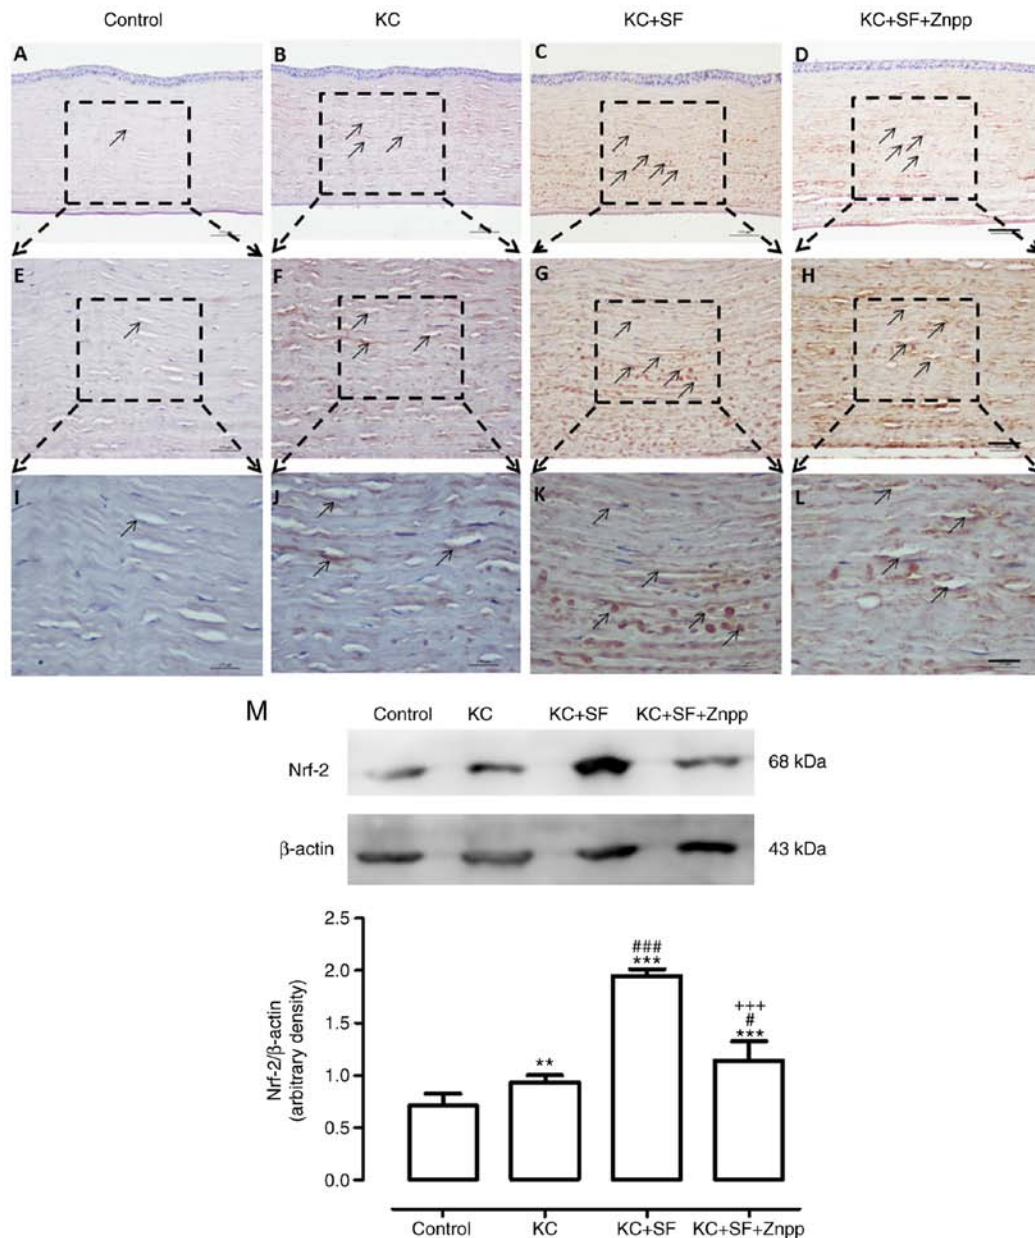 Control KC KC+SF KC+SF+Znpp
A B C D
E F G H
I J K L
M
Control KC KC+SF KC+SF+Znpp
Nrf-2 68 kDa
β-actin 43 kDa
Nrf-2/β-actin
(arbitrary density)
2.5
2.0
1.5
1.0
0.5
0.0
**
###
***
+++
#
***
Control KC KC+SF KC+SF+Znpp